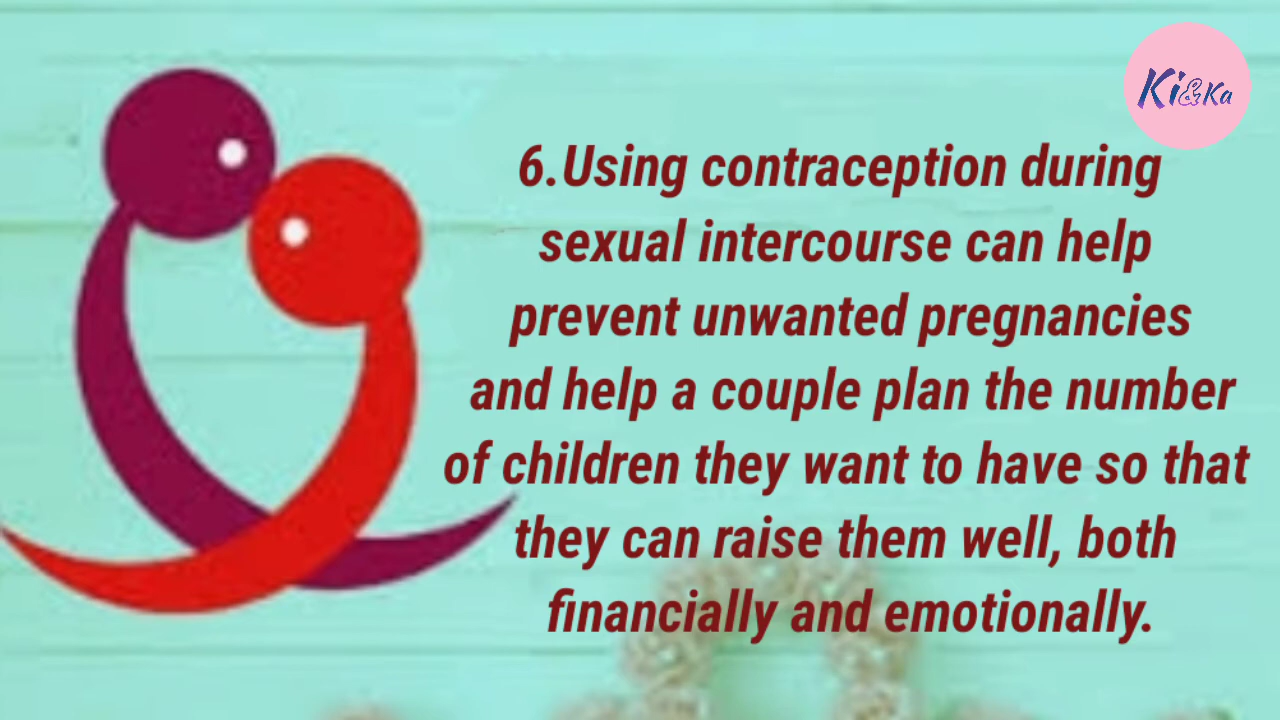 Ki&Ka
6.Using contraception during
sexual intercourse can help
prevent unwanted pregnancies
and help a couple plan the number
of children they want to have so that
they can raise them well, both
financially and emotionally.